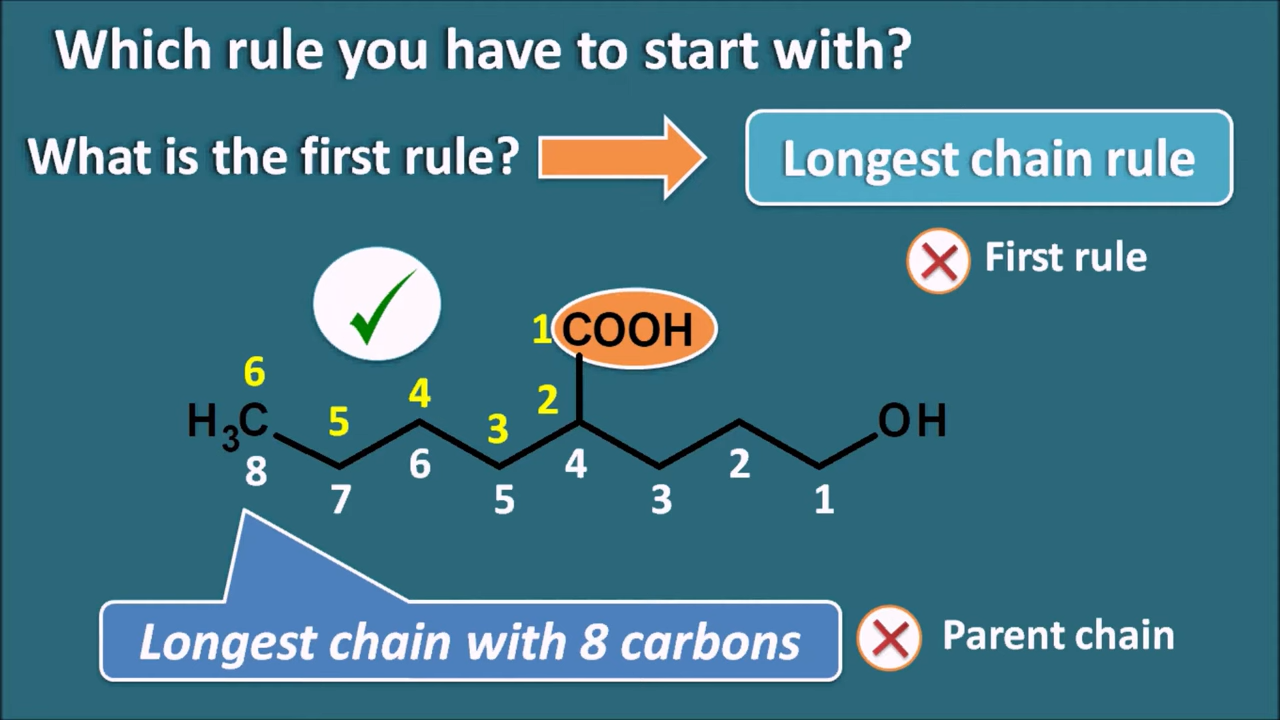 Which rule you have to start with?
What is the first rule?
Longest chain rule
First rule
1 COOH
6
5
4
3
2
H3C
OH
8
7
6
5
4
3
2
1
Longest chain with 8 carbons
Parent chain